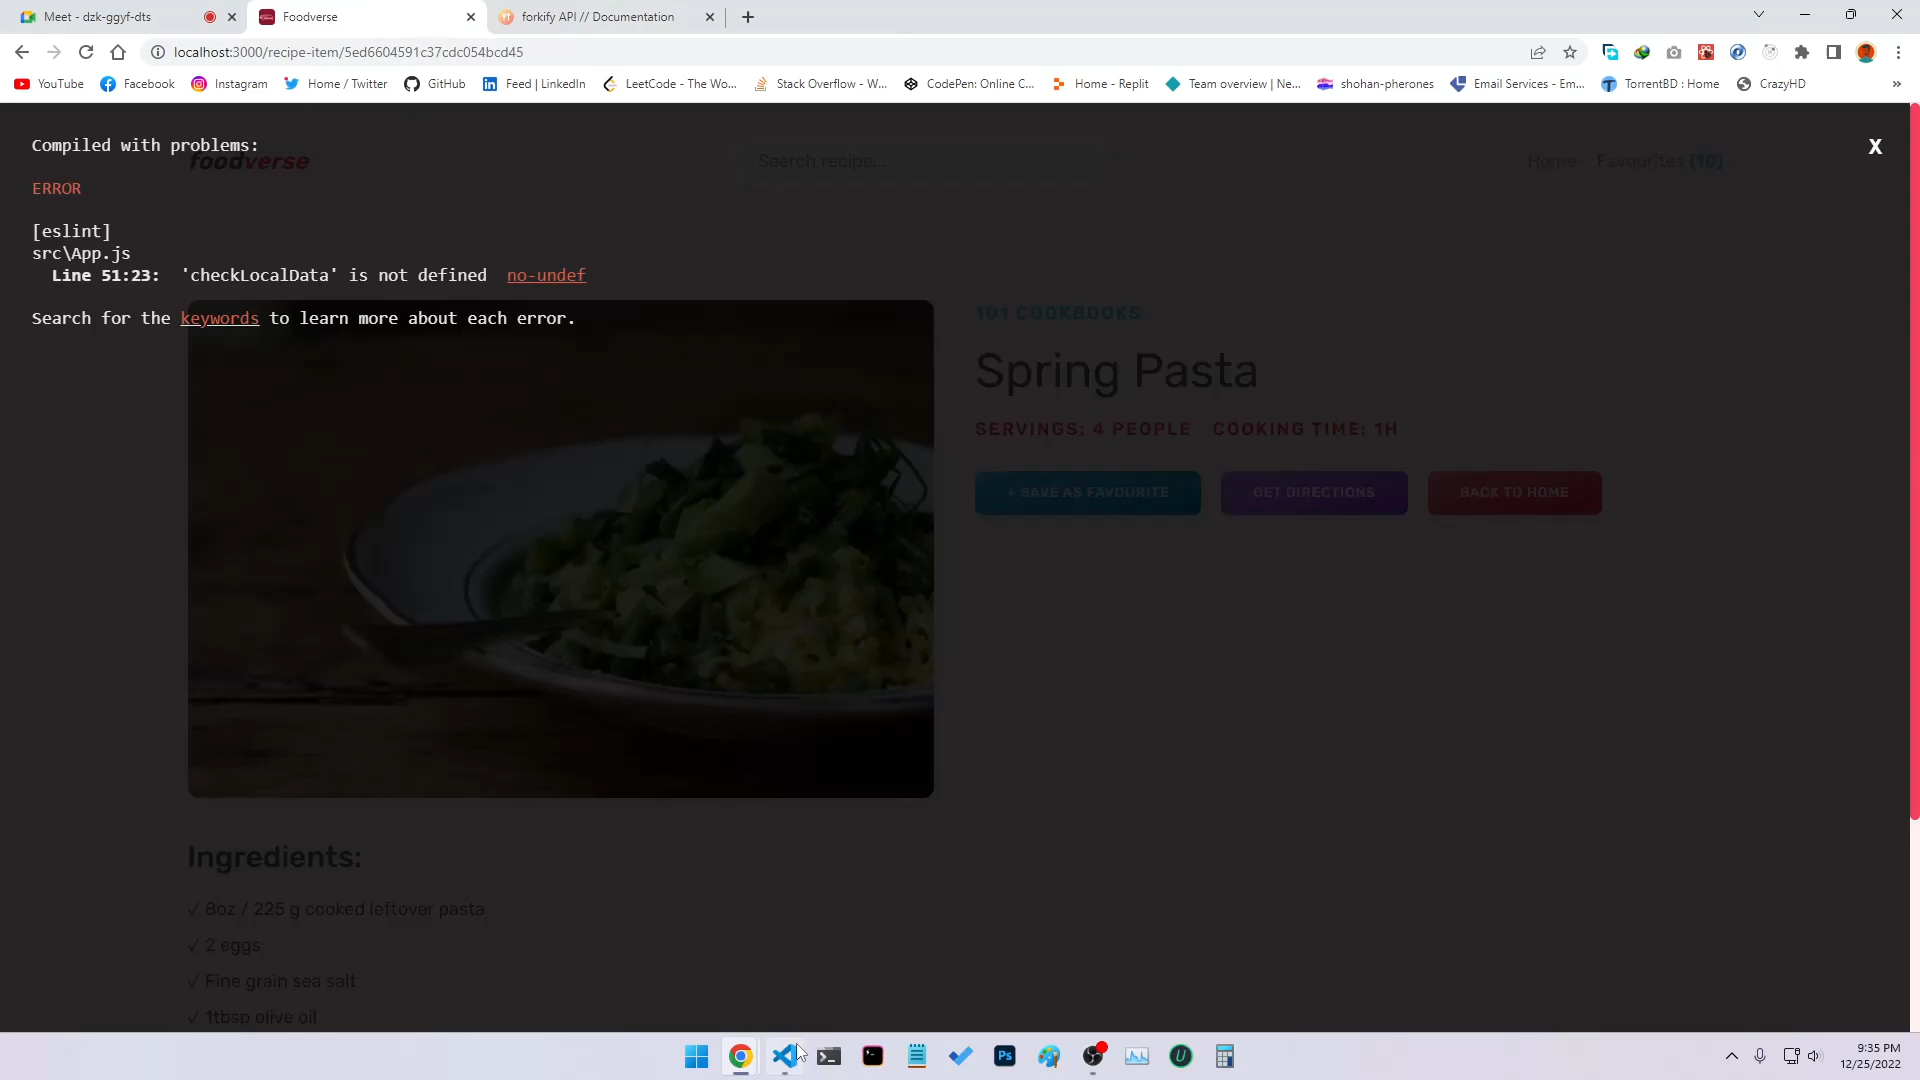 Meet - dzk-ggyf-dts
Foodverse
forkify API // Documentation
localhost:3000/recipe-item/5ed6604591c37cdc054bcd45
YouTube
Facebook
Instagram
Home / Twitter
GitHub
Feed | LinkedIn
LeetCode - The Wo...
Stack Overflow - W...
CodePen: Online C...
Home - Replit
Team overview | Ne...
shohan-pherones
Email Services - Em...
TorrentBD : Home
CrazyHD
»
Compiled with problems:
X
foodverse
Search recipe...
Home
Favourites (10)
ERROR
[eslint]
src\App.js
Line 51:23: 'checkLocalData' is not defined no-undef
Search for the keywords to learn more about each error.
101 COOKBOOKS
Spring Pasta
SERVINGS: 4 PEOPLE COOKING TIME: 1H
+ SAVE AS FAVOURITE
GET DIRECTIONS
BACK TO HOME
Ingredients:
✓ 8oz / 225 g cooked leftover pasta
✓ 2 eggs
✓ Fine grain sea salt
✓ 1tbsp olive oil
Ps
U
9:35 PM
12/25/2022